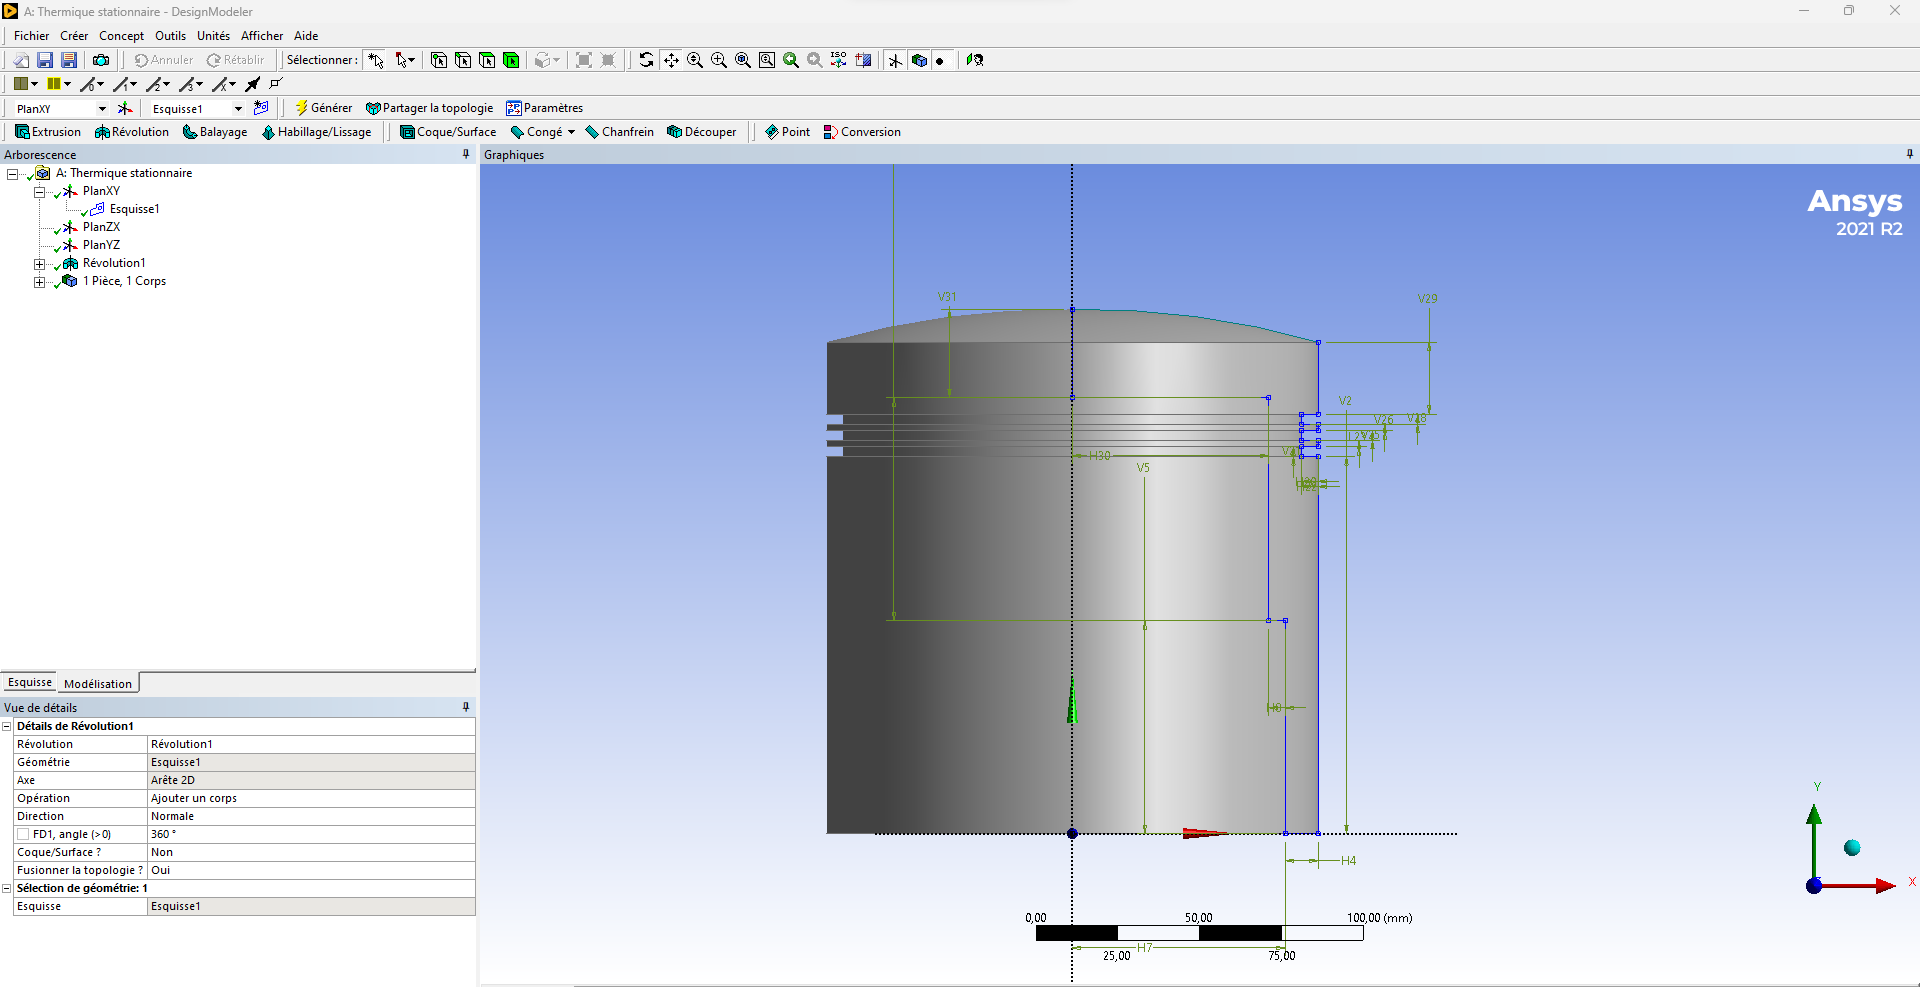 A: Thermique stationnaire - DesignModeler
Fichier Créer Concept Outils Unités Afficher Aide
Annuler Rétablir Sélectionner: ISO
PlanXY Esquisse1 Générer Partager la topologie Paramètres
Extrusion Révolution Balayage Habillage/Lissage Coque/Surface Congé Chanfrein Découper Point Conversion
Arborescence
A: Thermique stationnaire
PlanXY
Esquisse1
PlanZX
PlanYZ
Révolution1
1 Pièce, 1 Corps
Esquisse Modélisation
Vue de détails
Détails de Révolution1
Révolution Révolution1
Géométrie Esquisse1
Axe Arête 2D
Opération Ajouter un corps
Direction Normale
FD1, angle (>0) 360 °
Coque/Surface ? Non
Fusionner la topologie ? Oui
Sélection de géométrie: 1
Esquisse Esquisse1
Graphiques
Ansys
2021 R2
V31
V29
V2
V26
V28
H30
V5
H4
H7
0,00 50,00 100,00 (mm)
25,00 75,00
Y
X